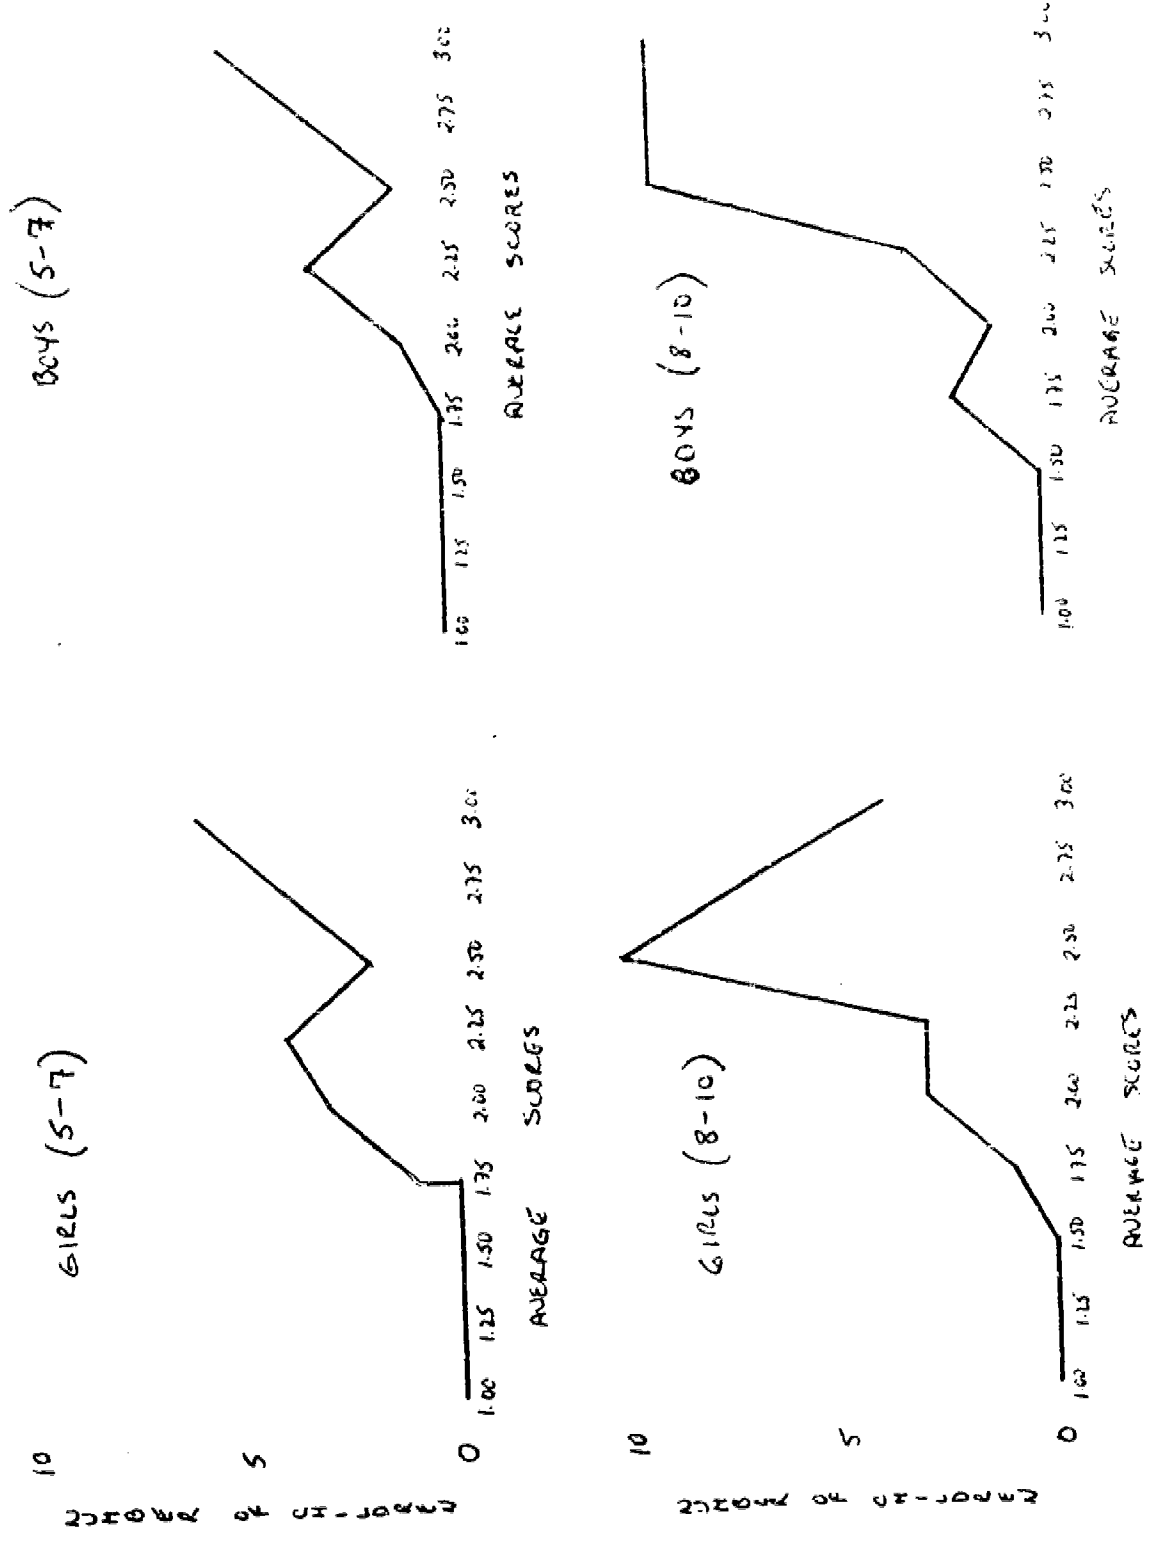 GIRLS (5-7)
BOYS (5-7)
NUMBER OF CHILDREN
10
5
0
1.00 1.25 1.50 1.75 2.00 2.25 2.50 2.75 3.00
AVERAGE SCORES
1.00 1.25 1.50 1.75 2.00 2.25 2.50 2.75 3.00
AVERAGE SCORES
GIRLS (8-10)
BOYS (8-10)
NUMBER OF CHILDREN
10
5
0
1.00 1.25 1.50 1.75 2.00 2.25 2.50 2.75 3.00
AVERAGE SCORES
1.00 1.25 1.50 1.75 2.00 2.25 2.50 2.75 3.00
AVERAGE SCORES